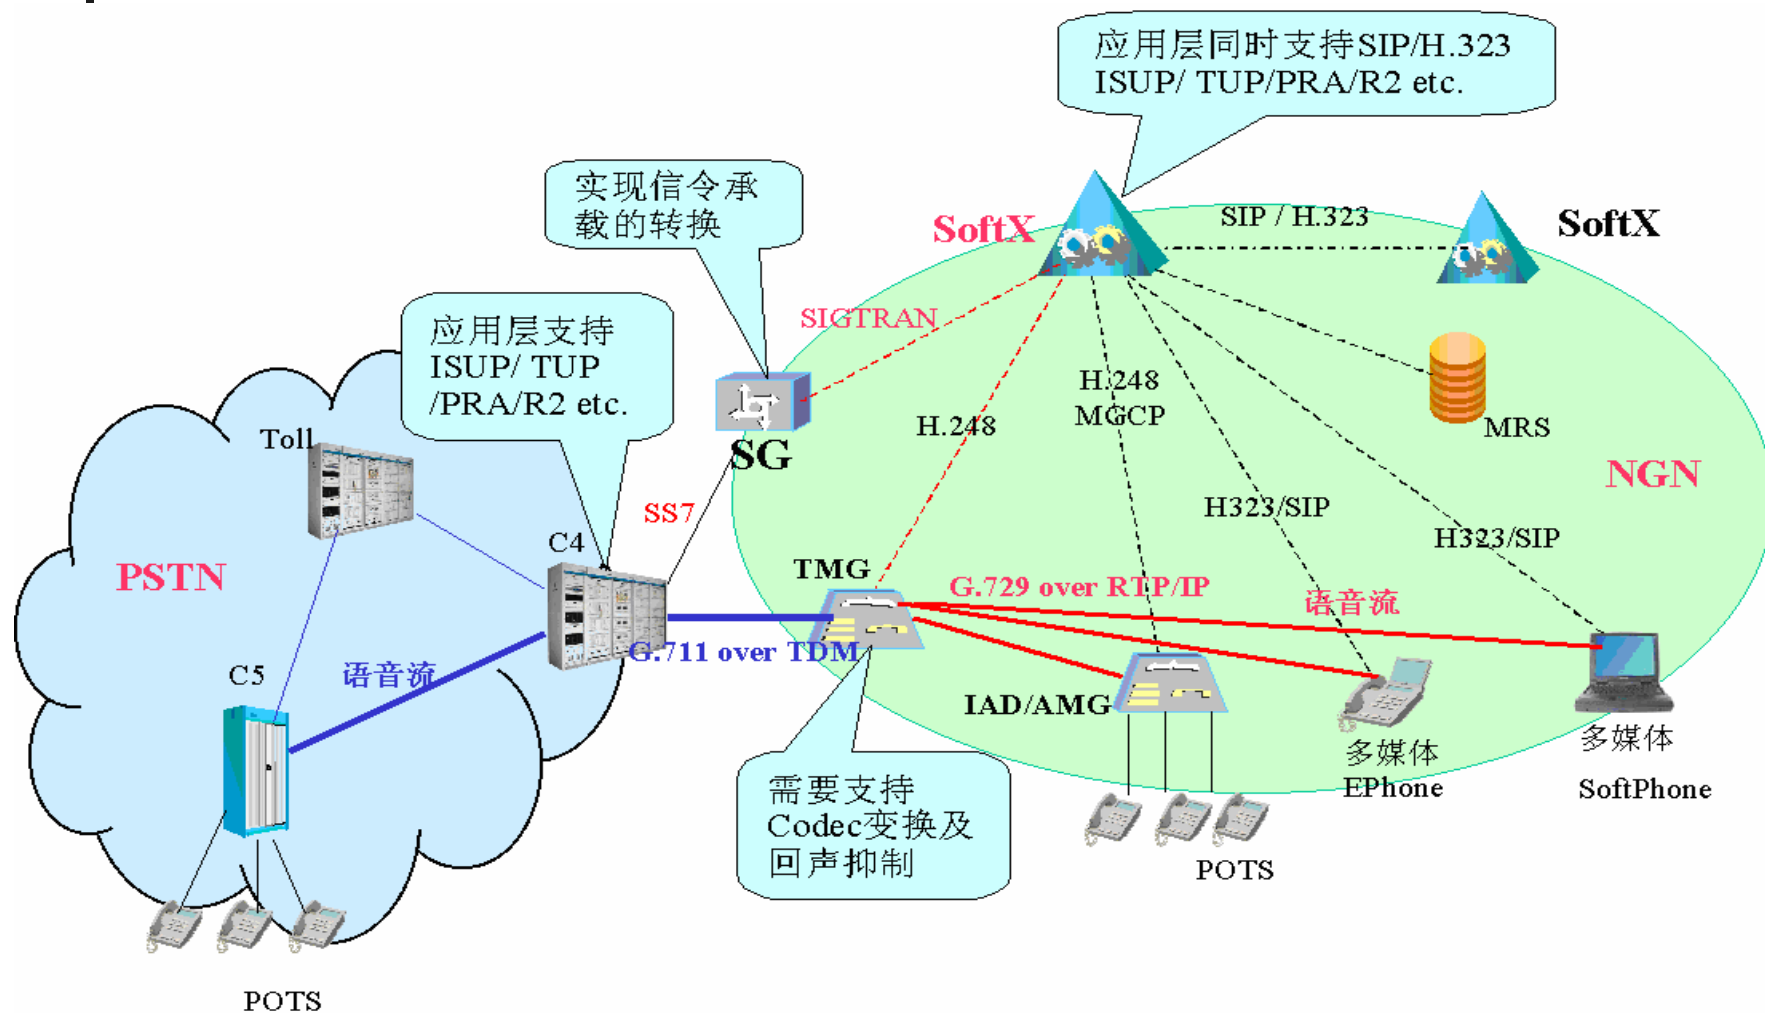 应用层同时支持SIP/H.323
ISUP/ TUP/PRA/R2 etc.
实现信令承
载的转换
SoftX
SIP / H.323
SoftX
应用层支持
ISUP/ TUP
/PRA/R2 etc.
SIGTRAN
H.248
MGCP
H.248
MRS
Toll
SG
NGN
SS7
H323/SIP
H323/SIP
C4
PSTN
TMG
G.729 over RTP/IP
语音流
G.711 over TDM
C5
语音流
IAD/AMG
多媒体
EPhone
多媒体
SoftPhone
需要支持
Codec变换及
回声抑制
POTS
POTS